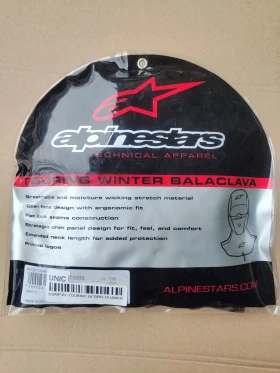 alpinestars
TECHNICAL APPAREL
TOURING WINTER BALACLAVA
Breathable and moisture wicking stretch material
Open face design with ergonomic fit
Flat lock seams construction
Strategic chin panel design for fit, feel, and comfort
Extended neck length for added protection
Printed logos
UNIC
ALPINESTARS.COM